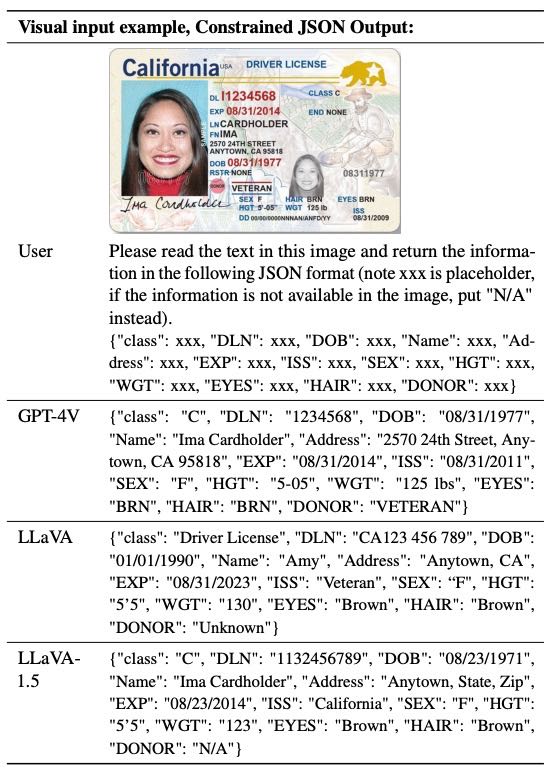 Visual input example, Constrained JSON Output:
California USA DRIVER LICENSE
DL I1234568 CLASS C
EXP 08/31/2014 END NONE
LN CARDHOLDER
FN IMA
2570 24TH STREET
ANYTOWN, CA 95818
DOB 08/31/1977
RSTR NONE 08311977
DONOR VETERAN
SEX F HAIR BRN EYES BRN
HGT 5'-05" WGT 125 lb ISS
DD 00/00/0000NNNAN/ANFD/YY 08/31/2009
Ima Cardholder
User Please read the text in this image and return the informa-
tion in the following JSON format (note xxx is placeholder,
if the information is not available in the image, put "N/A"
instead).
{"class": xxx, "DLN": xxx, "DOB": xxx, "Name": xxx, "Ad-
dress": xxx, "EXP": xxx, "ISS": xxx, "SEX": xxx, "HGT": xxx,
"WGT": xxx, "EYES": xxx, "HAIR": xxx, "DONOR": xxx}
GPT-4V {"class": "C", "DLN": "1234568", "DOB": "08/31/1977",
"Name": "Ima Cardholder", "Address": "2570 24th Street, Any-
town, CA 95818", "EXP": "08/31/2014", "ISS": "08/31/2011",
"SEX": "F", "HGT": "5-05", "WGT": "125 lbs", "EYES":
"BRN", "HAIR": "BRN", "DONOR": "VETERAN"}
LLaVA {"class": "Driver License", "DLN": "CA123 456 789", "DOB":
"01/01/1990", "Name": "Amy", "Address": "Anytown, CA",
"EXP": "08/31/2023", "ISS": "Veteran", "SEX": “F", "HGT":
"5’5", "WGT": "130", "EYES": "Brown", "HAIR": "Brown",
"DONOR": "Unknown"}
LLaVA- {"class": "C", "DLN": "1132456789", "DOB": "08/23/1971",
1.5 "Name": "Ima Cardholder", "Address": "Anytown, State, Zip",
"EXP": "08/23/2014", "ISS": "California", "SEX": "F", "HGT":
"5’5", "WGT": "123", "EYES": "Brown", "HAIR": "Brown",
"DONOR": "N/A"}